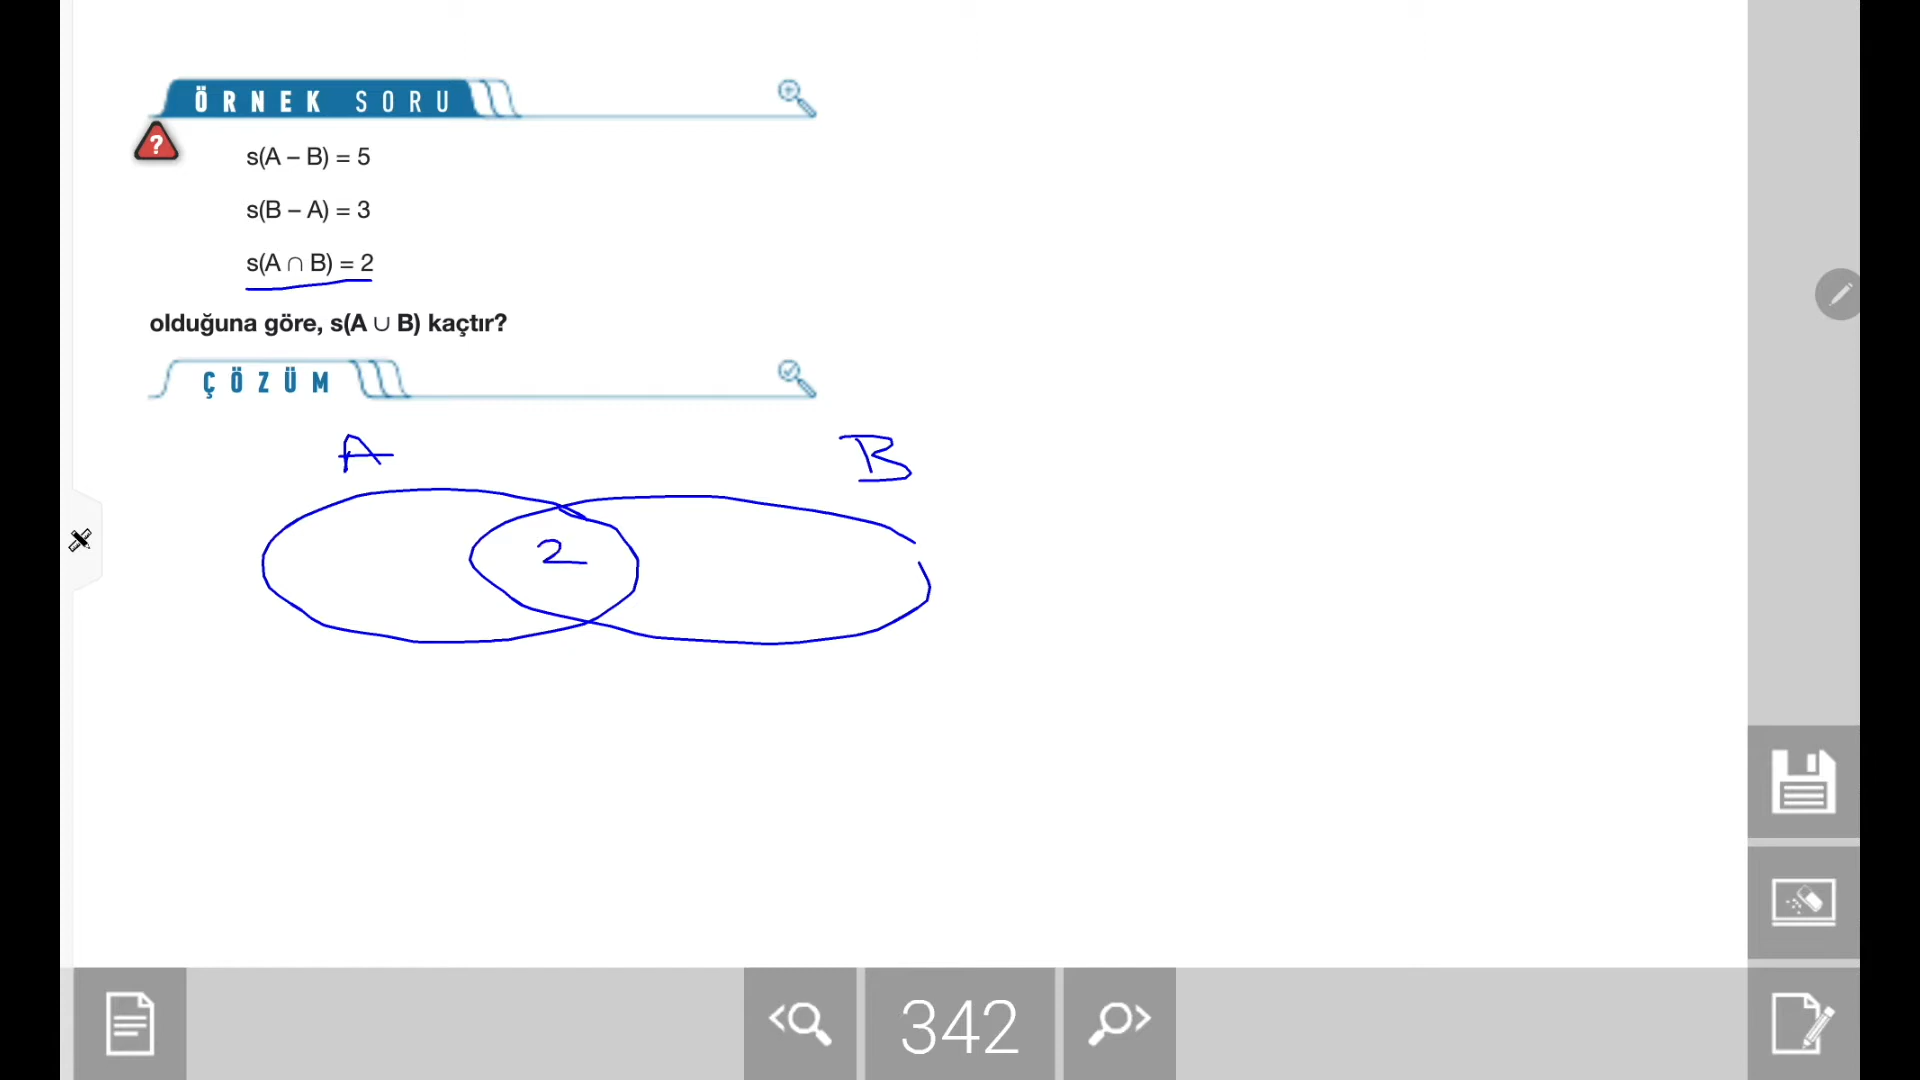 ÖRNEK SORU
?
s(A – B) = 5
s(B – A) = 3
s(A ∩ B) = 2
olduğuna göre, s(A ∪ B) kaçtır?
ÇÖZÜM
A B
2
342